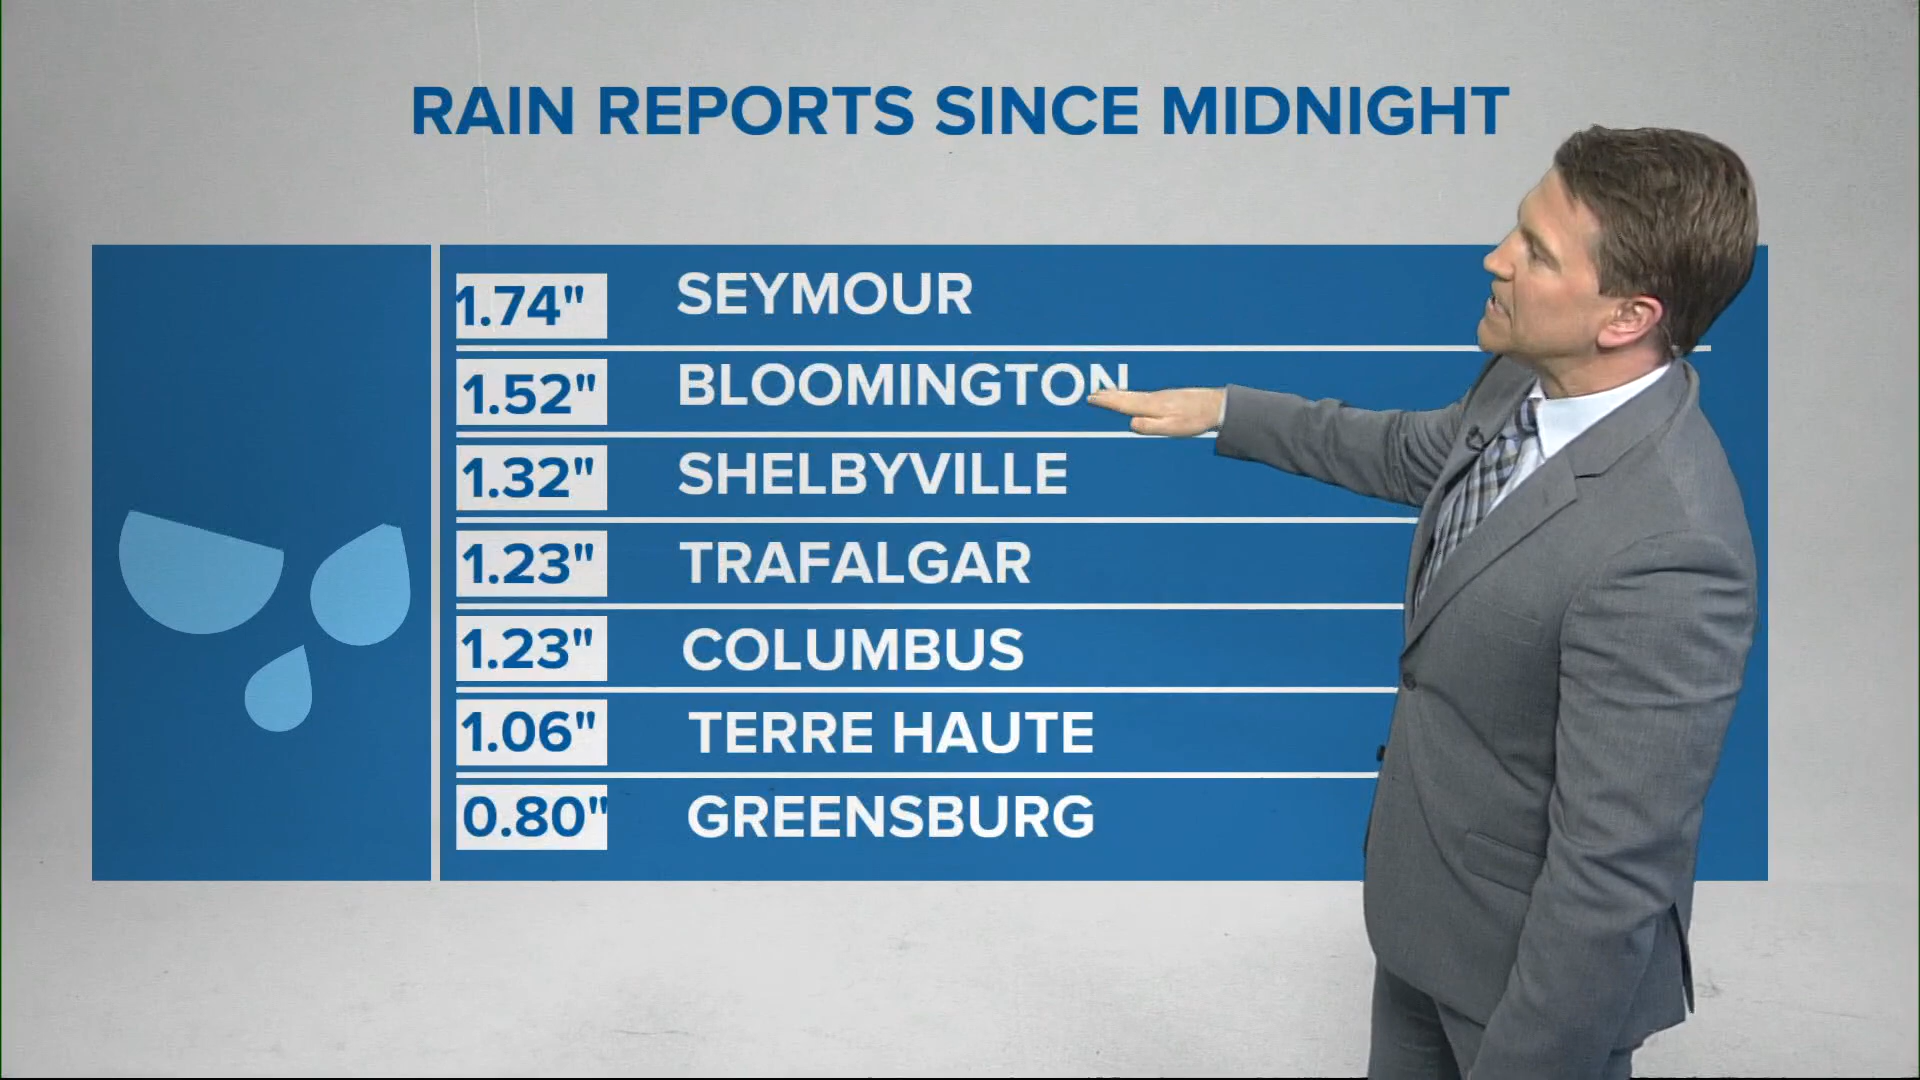 RAIN REPORTS SINCE MIDNIGHT
1.74" SEYMOUR
1.52" BLOOMINGTON
1.32" SHELBYVILLE
1.23" TRAFALGAR
1.23" COLUMBUS
1.06" TERRE HAUTE
0.80" GREENSBURG